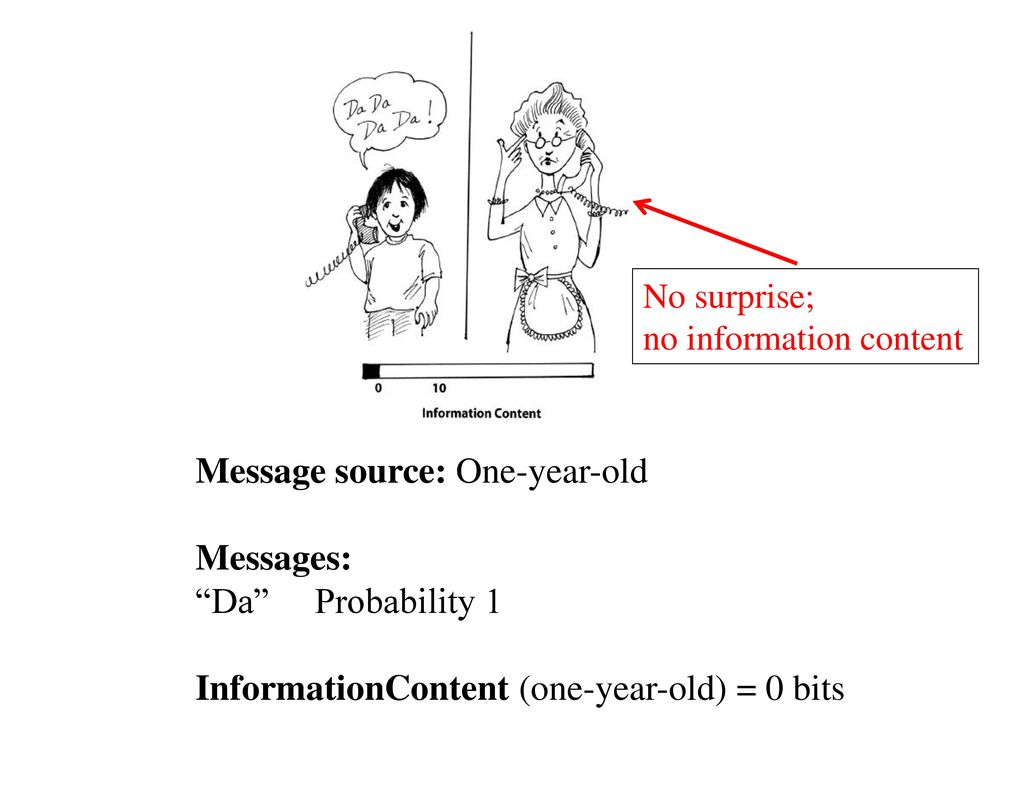 Da Da
Da Da!
No surprise;
no information content
0 10
Information Content
Message source: One-year-old
Messages:
“Da” Probability 1
InformationContent (one-year-old) = 0 bits